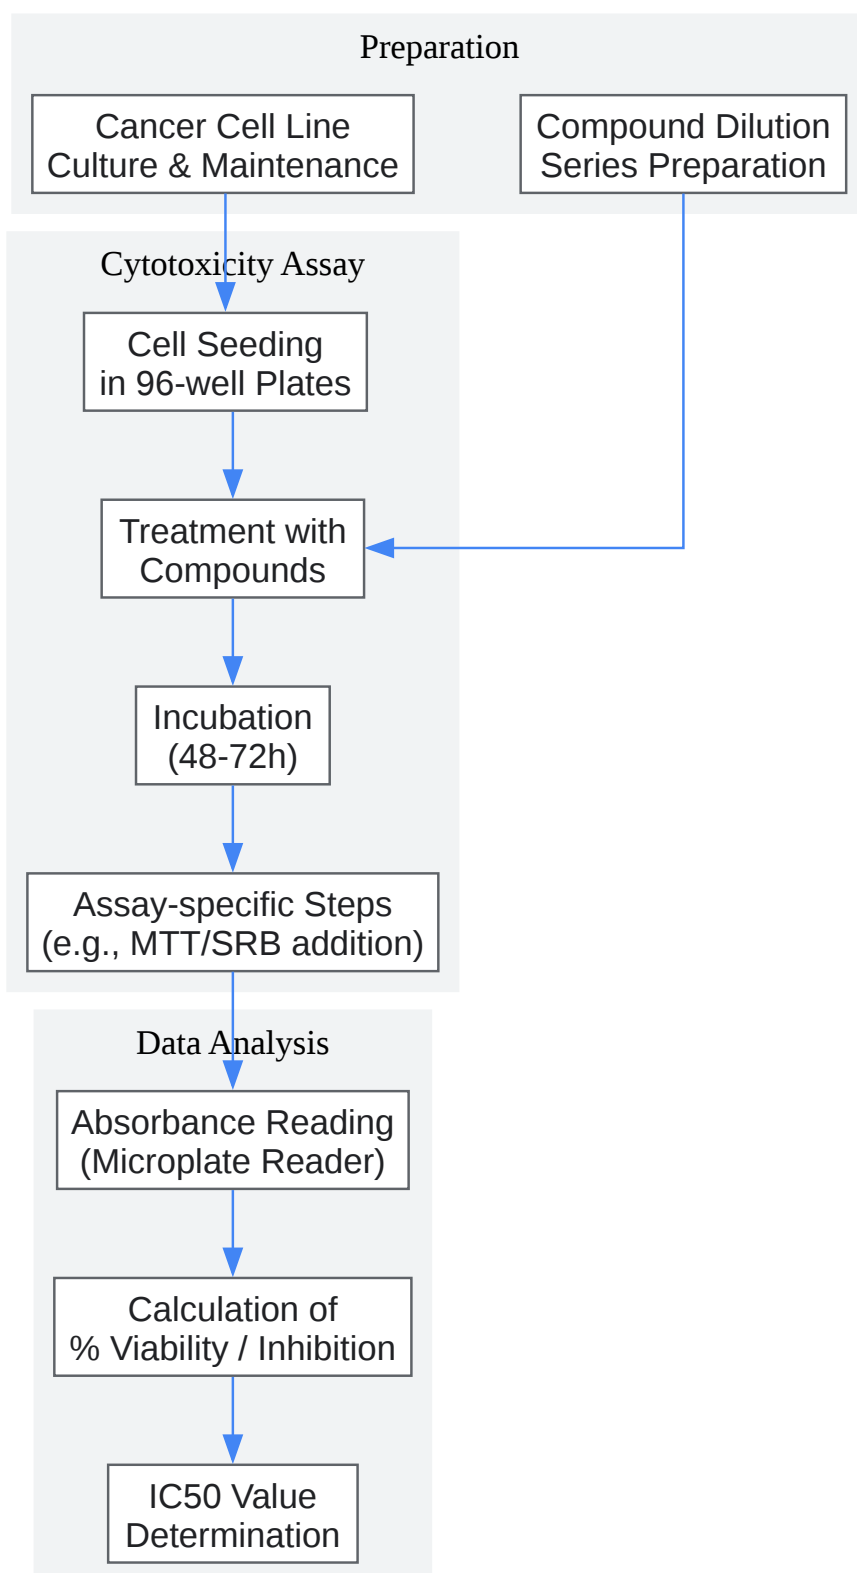 Preparation
Cancer Cell Line
Culture & Maintenance
Compound Dilution
Series Preparation
Cytotoxicity Assay
Cell Seeding
in 96-well Plates
Treatment with
Compounds
Incubation
(48-72h)
Assay-specific Steps
(e.g., MTT/SRB addition)
Data Analysis
Absorbance Reading
(Microplate Reader)
Calculation of
% Viability / Inhibition
IC50 Value
Determination